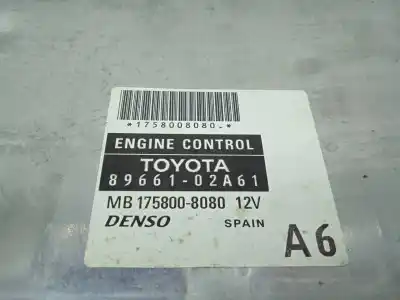 *1758008080-*
ENGINE CONTROL
TOYOTA
89661-02A61
MB 175800-8080 12V
DENSO SPAIN A6